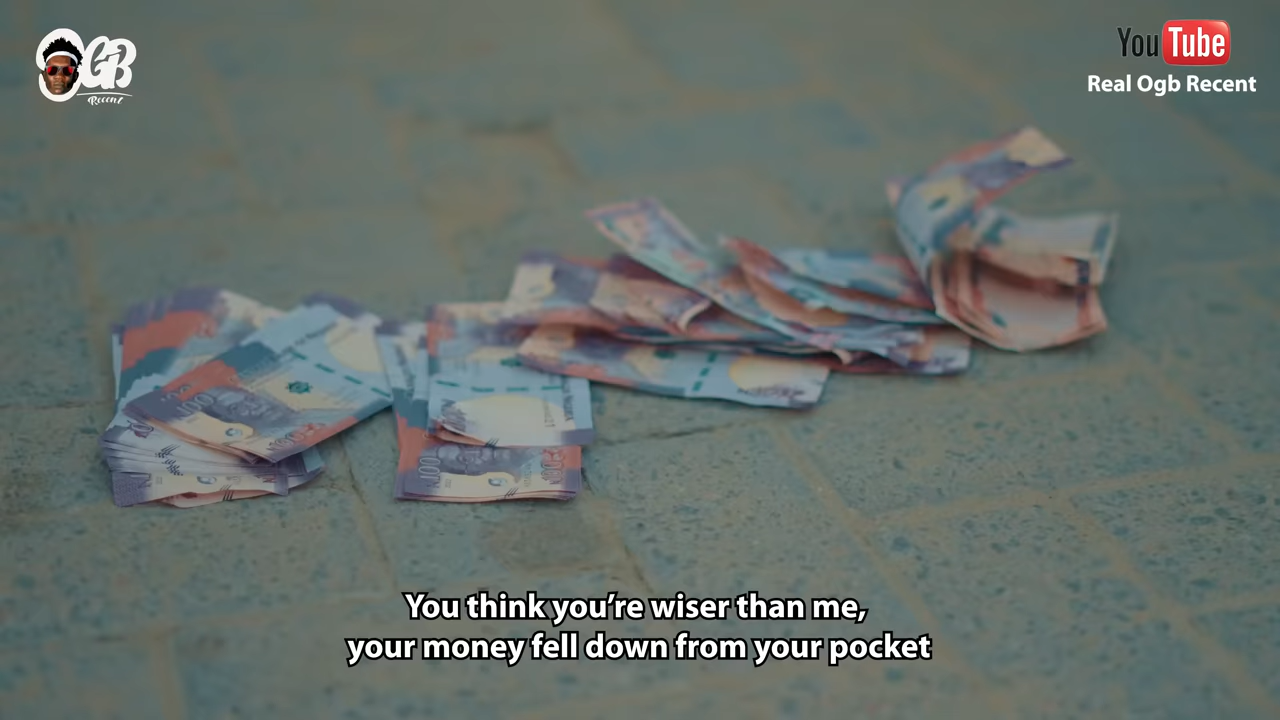 OGB
Recent
YouTube
Real Ogb Recent
You think you’re wiser than me,
your money fell down from your pocket